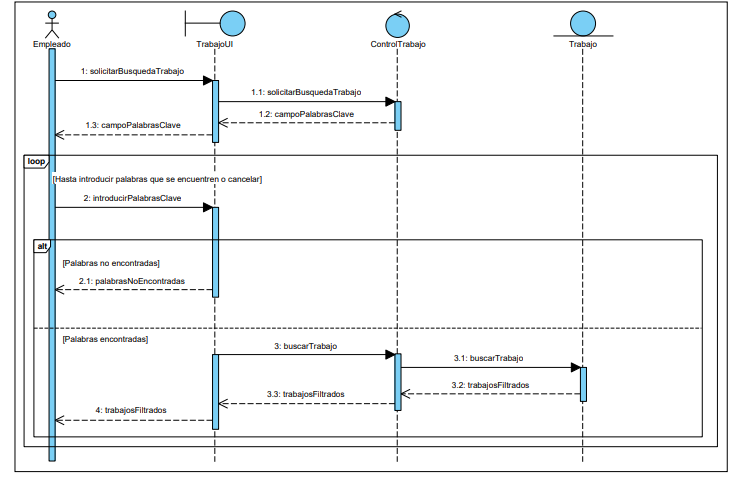 Empleado
TrabajoUI
ControlTrabajo
Trabajo
1: solicitarBusquedaTrabajo
1.1: solicitarBusquedaTrabajo
1.2: campoPalabrasClave
1.3: campoPalabrasClave
loop
[Hasta introducir palabras que se encuentren o cancelar]
2: introducirPalabrasClave
alt
[Palabras no encontradas]
2.1: palabrasNoEncontradas
[Palabras encontradas]
3: buscarTrabajo
3.1: buscarTrabajo
3.2: trabajosFiltrados
3.3: trabajosFiltrados
4: trabajosFiltrados